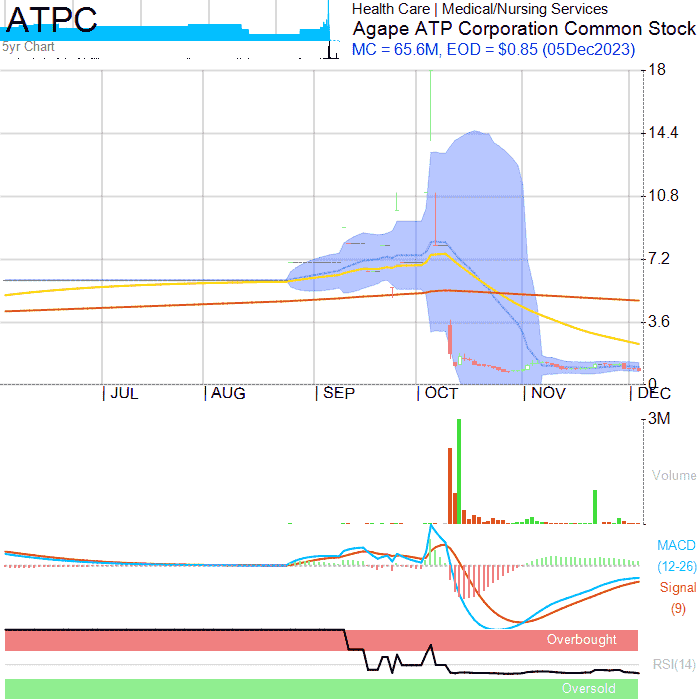 ATPC
5yr Chart
Health Care | Medical/Nursing Services
Agape ATP Corporation Common Stock
MC = 65.6M, EOD = $0.85 (05Dec2023)
18
14.4
10.8
7.2
3.6
0
JUL
AUG
SEP
OCT
NOV
DEC
3M
Volume
MACD
(12-26)
Signal
(9)
Overbought
RSI(14)
Oversold